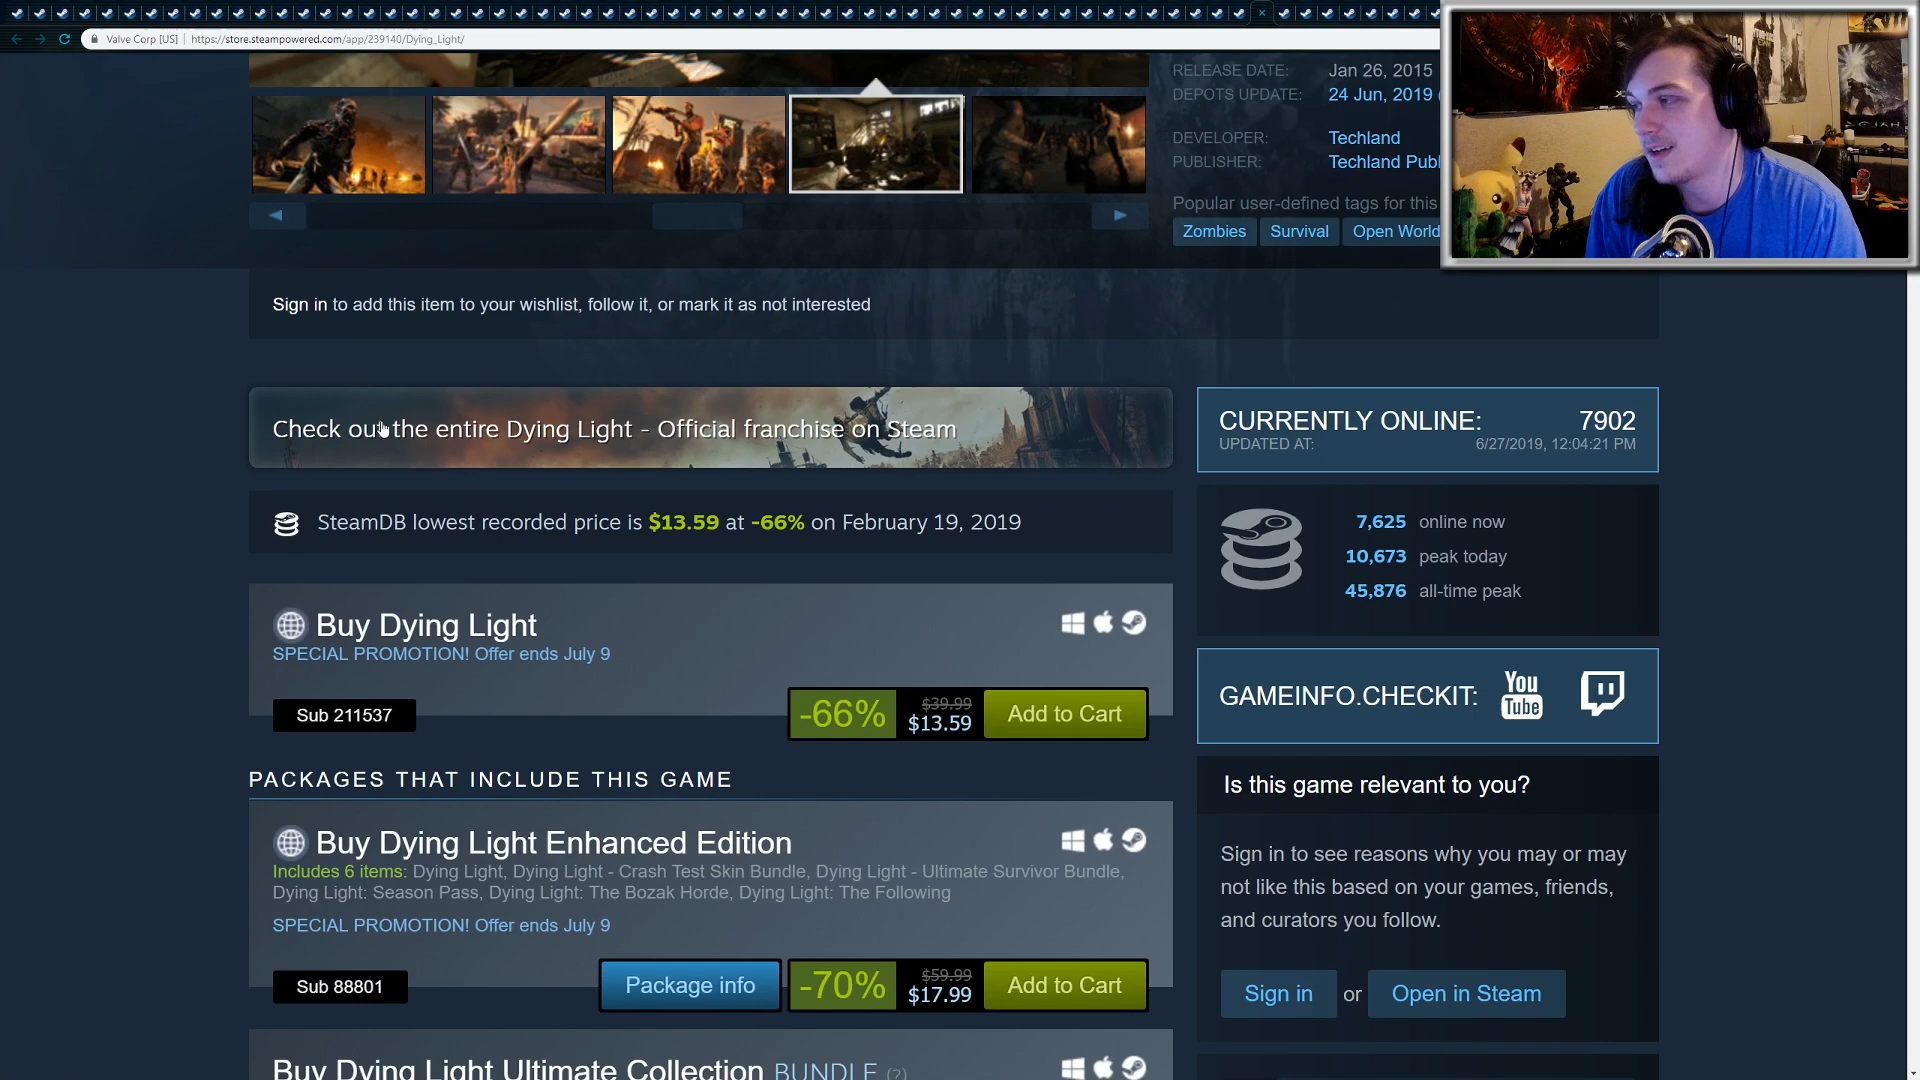 Valve Corp [US] | https://store.steampowered.com/app/239140/Dying_Light/
RELEASE DATE: Jan 26, 2015
DEPOTS UPDATE: 24 Jun, 2019
DEVELOPER: Techland
PUBLISHER: Techland Publ
Popular user-defined tags for this
Zombies Survival Open World
Sign in to add this item to your wishlist, follow it, or mark it as not interested
Check out the entire Dying Light - Official franchise on Steam
SteamDB lowest recorded price is $13.59 at -66% on February 19, 2019
Buy Dying Light
SPECIAL PROMOTION! Offer ends July 9
Sub 211537
-66% $39.99 $13.59 Add to Cart
PACKAGES THAT INCLUDE THIS GAME
Buy Dying Light Enhanced Edition
Includes 6 items: Dying Light, Dying Light - Crash Test Skin Bundle, Dying Light - Ultimate Survivor Bundle,
Dying Light: Season Pass, Dying Light: The Bozak Horde, Dying Light: The Following
SPECIAL PROMOTION! Offer ends July 9
Sub 88801
Package info -70% $59.99 $17.99 Add to Cart
Buy Dying Light Ultimate Collection BUNDLE (?)
CURRENTLY ONLINE: 7902
UPDATED AT: 6/27/2019, 12:04:21 PM
7,625 online now
10,673 peak today
45,876 all-time peak
GAMEINFO.CHECKIT: You Tube
Is this game relevant to you?
Sign in to see reasons why you may or may
not like this based on your games, friends,
and curators you follow.
Sign in or Open in Steam